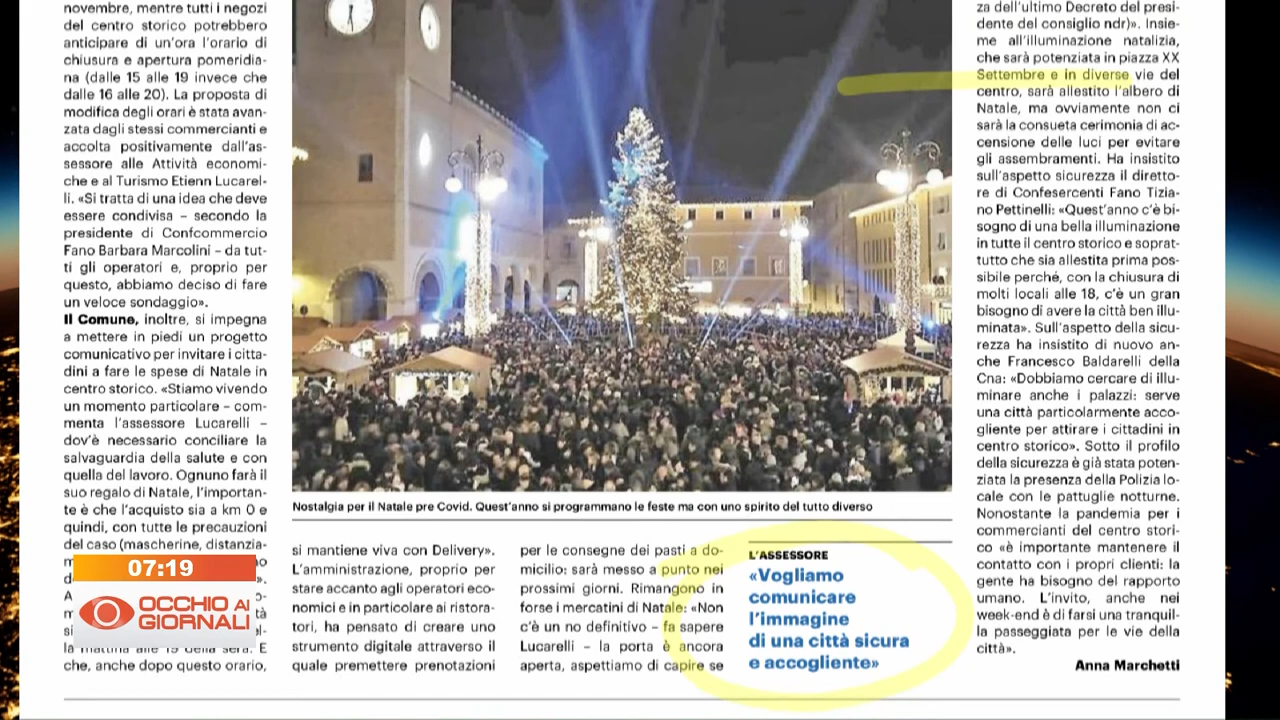 novembre, mentre tutti i negozi
del centro storico potrebbero
anticipare di un'ora l'orario di
chiusura e apertura pomeridia-
na (dalle 15 alle 19 invece che
dalle 16 alle 20). La proposta di
modifica degli orari è stata avan-
zata dagli stessi commercianti e
accolta positivamente dall'as-
sessore alle Attività economi-
che e al Turismo Etienn Lucarel-
li. «Si tratta di una idea che deve
essere condivisa – secondo la
presidente di Confcommercio
Fano Barbara Marcolini – da tut-
ti gli operatori e, proprio per
questo, abbiamo deciso di fare
un veloce sondaggio».
Il Comune, inoltre, si impegna
a mettere in piedi un progetto
comunicativo per invitare i citta-
dini a fare le spese di Natale in
centro storico. «Stiamo vivendo
un momento particolare – com-
menta l'assessore Lucarelli –
dov'è necessario conciliare la
salvaguardia della salute e con
quella del lavoro. Ognuno farà il
suo regalo di Natale, l'importan-
te è che l'acquisto sia a km 0 e
quindi, con tutte le precauzioni
del caso (mascherine, distanzia-
la mattina alle 19 della sera. E
che, anche dopo questo orario,
07:19
OCCHIO AI
GIORNALI
Nostalgia per il Natale pre Covid. Quest'anno si programmano le feste ma con uno spirito del tutto diverso
si mantiene viva con Delivery».
L'amministrazione, proprio per
stare accanto agli operatori eco-
nomici e in particolare ai ristora-
tori, ha pensato di creare uno
strumento digitale attraverso il
quale premettere prenotazioni
per le consegne dei pasti a do-
micilio: sarà messo a punto nei
prossimi giorni. Rimangono in
forse i mercatini di Natale: «Non
c'è un no definitivo – fa sapere
Lucarelli – la porta è ancora
aperta, aspettiamo di capire se
L'ASSESSORE
«Vogliamo
comunicare
l'immagine
di una città sicura
e accogliente»
za dell'ultimo Decreto del presi-
dente del consiglio ndr)». Insie-
me all'illuminazione natalizia,
che sarà potenziata in piazza XX
Settembre e in diverse vie del
centro, sarà allestito l'albero di
Natale, ma ovviamente non ci
sarà la consueta cerimonia di ac-
censione delle luci per evitare
gli assembramenti. Ha insistito
sull'aspetto sicurezza il diretto-
re di Confesercenti Fano Tizia-
no Pettinelli: «Quest'anno c'è bi-
sogno di una bella illuminazione
in tutte il centro storico e soprat-
tutto che sia allestita prima pos-
sibile perché, con la chiusura di
molti locali alle 18, c'è un gran
bisogno di avere la città ben illu-
minata». Sull'aspetto della sicu-
rezza ha insistito di nuovo an-
che Francesco Baldarelli della
Cna: «Dobbiamo cercare di illu-
minare anche i palazzi: serve
una città particolarmente acco-
gliente per attirare i cittadini in
centro storico». Sotto il profilo
della sicurezza è già stata poten-
ziata la presenza della Polizia lo-
cale con le pattuglie notturne.
Nonostante la pandemia per i
commercianti del centro stori-
co «è importante mantenere il
contatto con i propri clienti: la
gente ha bisogno del rapporto
umano. L'invito, anche nei
week-end è di farsi una tranquil-
la passeggiata per le vie della
città».
Anna Marchetti